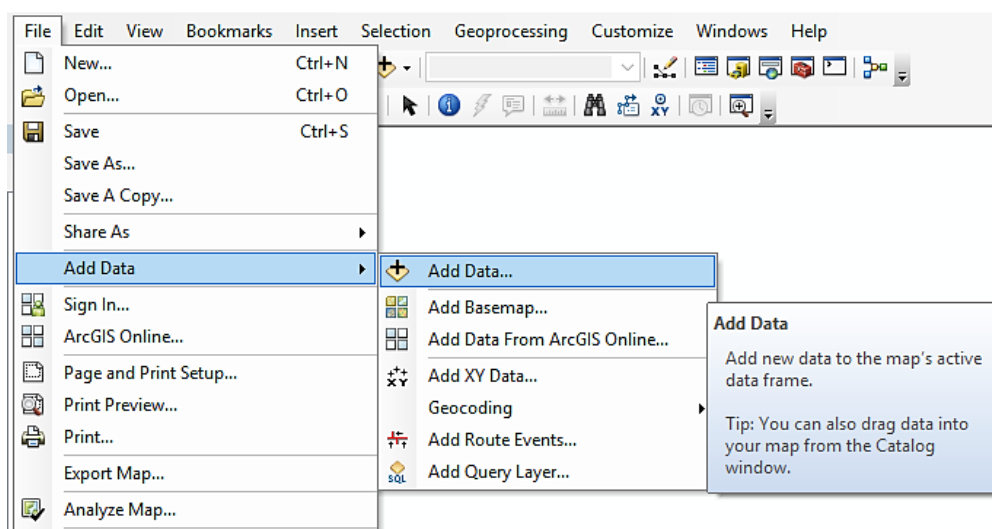 File Edit View Bookmarks Insert Selection Geoprocessing Customize Windows Help
New... Ctrl+N
Open... Ctrl+O
Save Ctrl+S
Save As...
Save A Copy...
Share As
Add Data
Sign In...
ArcGIS Online...
Page and Print Setup...
Print Preview...
Print...
Export Map...
Analyze Map...
XY
Add Data...
Add Basemap...
Add Data From ArcGIS Online...
XY Add XY Data...
Geocoding
Add Route Events...
SQL Add Query Layer...
Add Data
Add new data to the map's active
data frame.
Tip: You can also drag data into
your map from the Catalog
window.